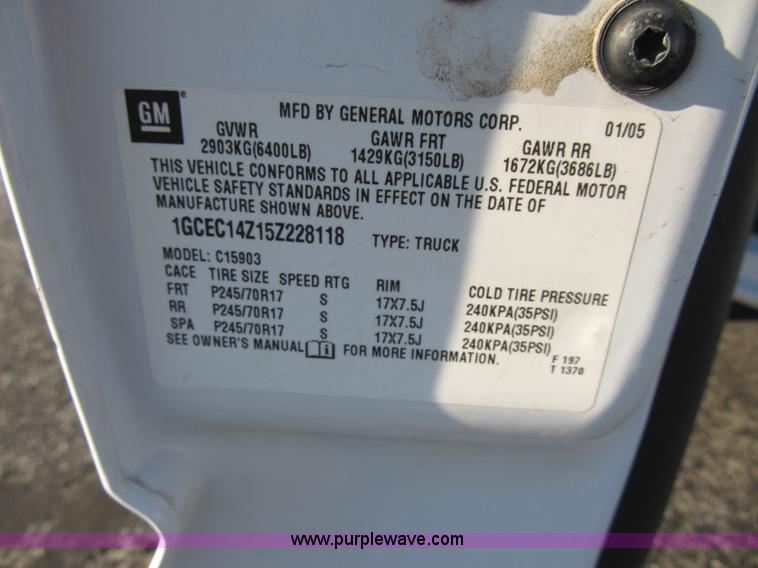 GM®
MFD BY GENERAL MOTORS CORP. 01/05
GVWR GAWR FRT GAWR RR
2903KG(6400LB) 1429KG(3150LB) 1672KG(3686LB)
THIS VEHICLE CONFORMS TO ALL APPLICABLE U.S. FEDERAL MOTOR
VEHICLE SAFETY STANDARDS IN EFFECT ON THE DATE OF
MANUFACTURE SHOWN ABOVE.
1GCEC14Z15Z228118 TYPE: TRUCK
MODEL: C15903
CACE TIRE SIZE SPEED RTG RIM COLD TIRE PRESSURE
FRT P245/70R17 S 17X7.5J 240KPA(35PSI)
RR P245/70R17 S 17X7.5J 240KPA(35PSI)
SPA P245/70R17 S 17X7.5J 240KPA(35PSI)
SEE OWNER'S MANUAL i FOR MORE INFORMATION.
F 197
T 1370
www.purplewave.com